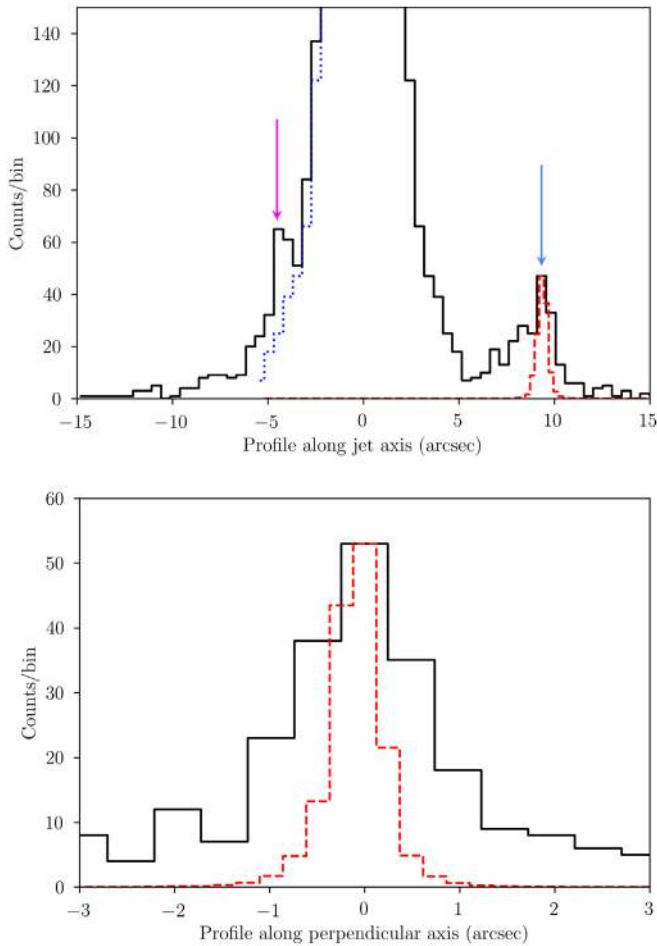 140
120
100
80
60
40
20
0
Counts/bin
−15 −10 −5 0 5 10 15
Profile along jet axis (arcsec)
60
50
40
30
20
10
0
Counts/bin
−3 −2 −1 0 1 2 3
Profile along perpendicular axis (arcsec)